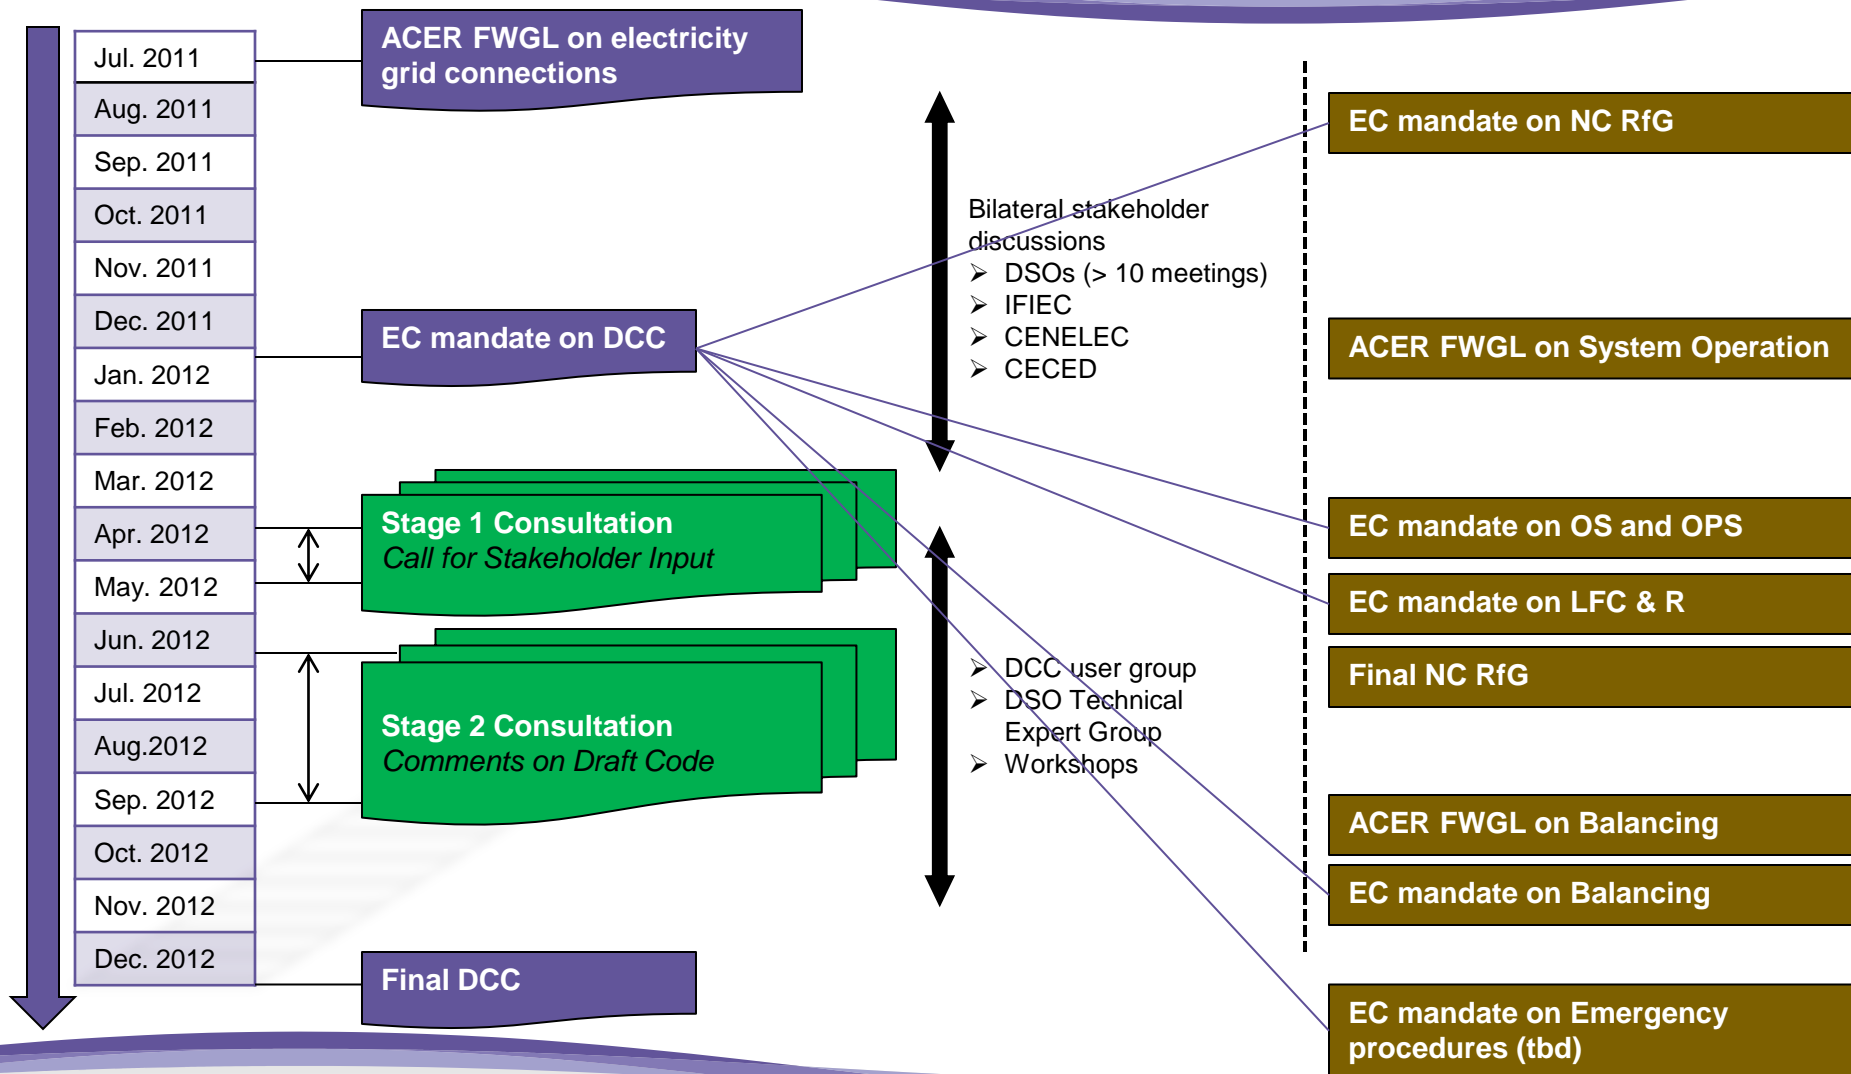 Jul. 2011
Aug. 2011
Sep. 2011
Oct. 2011
Nov. 2011
Dec. 2011
Jan. 2012
Feb. 2012
Mar. 2012
Apr. 2012
May. 2012
Jun. 2012
Jul. 2012
Aug.2012
Sep. 2012
Oct. 2012
Nov. 2012
Dec. 2012
ACER FWGL on electricity
grid connections
EC mandate on DCC
Stage 1 Consultation
Call for Stakeholder Input
Stage 2 Consultation
Comments on Draft Code
Final DCC
Bilateral stakeholder
discussions
➢ DSOs (> 10 meetings)
➢ IFIEC
➢ CENELEC
➢ CECED
➢ DCC user group
➢ DSO Technical
Expert Group
➢ Workshops
EC mandate on NC RfG
ACER FWGL on System Operation
EC mandate on OS and OPS
EC mandate on LFC & R
Final NC RfG
ACER FWGL on Balancing
EC mandate on Balancing
EC mandate on Emergency
procedures (tbd)